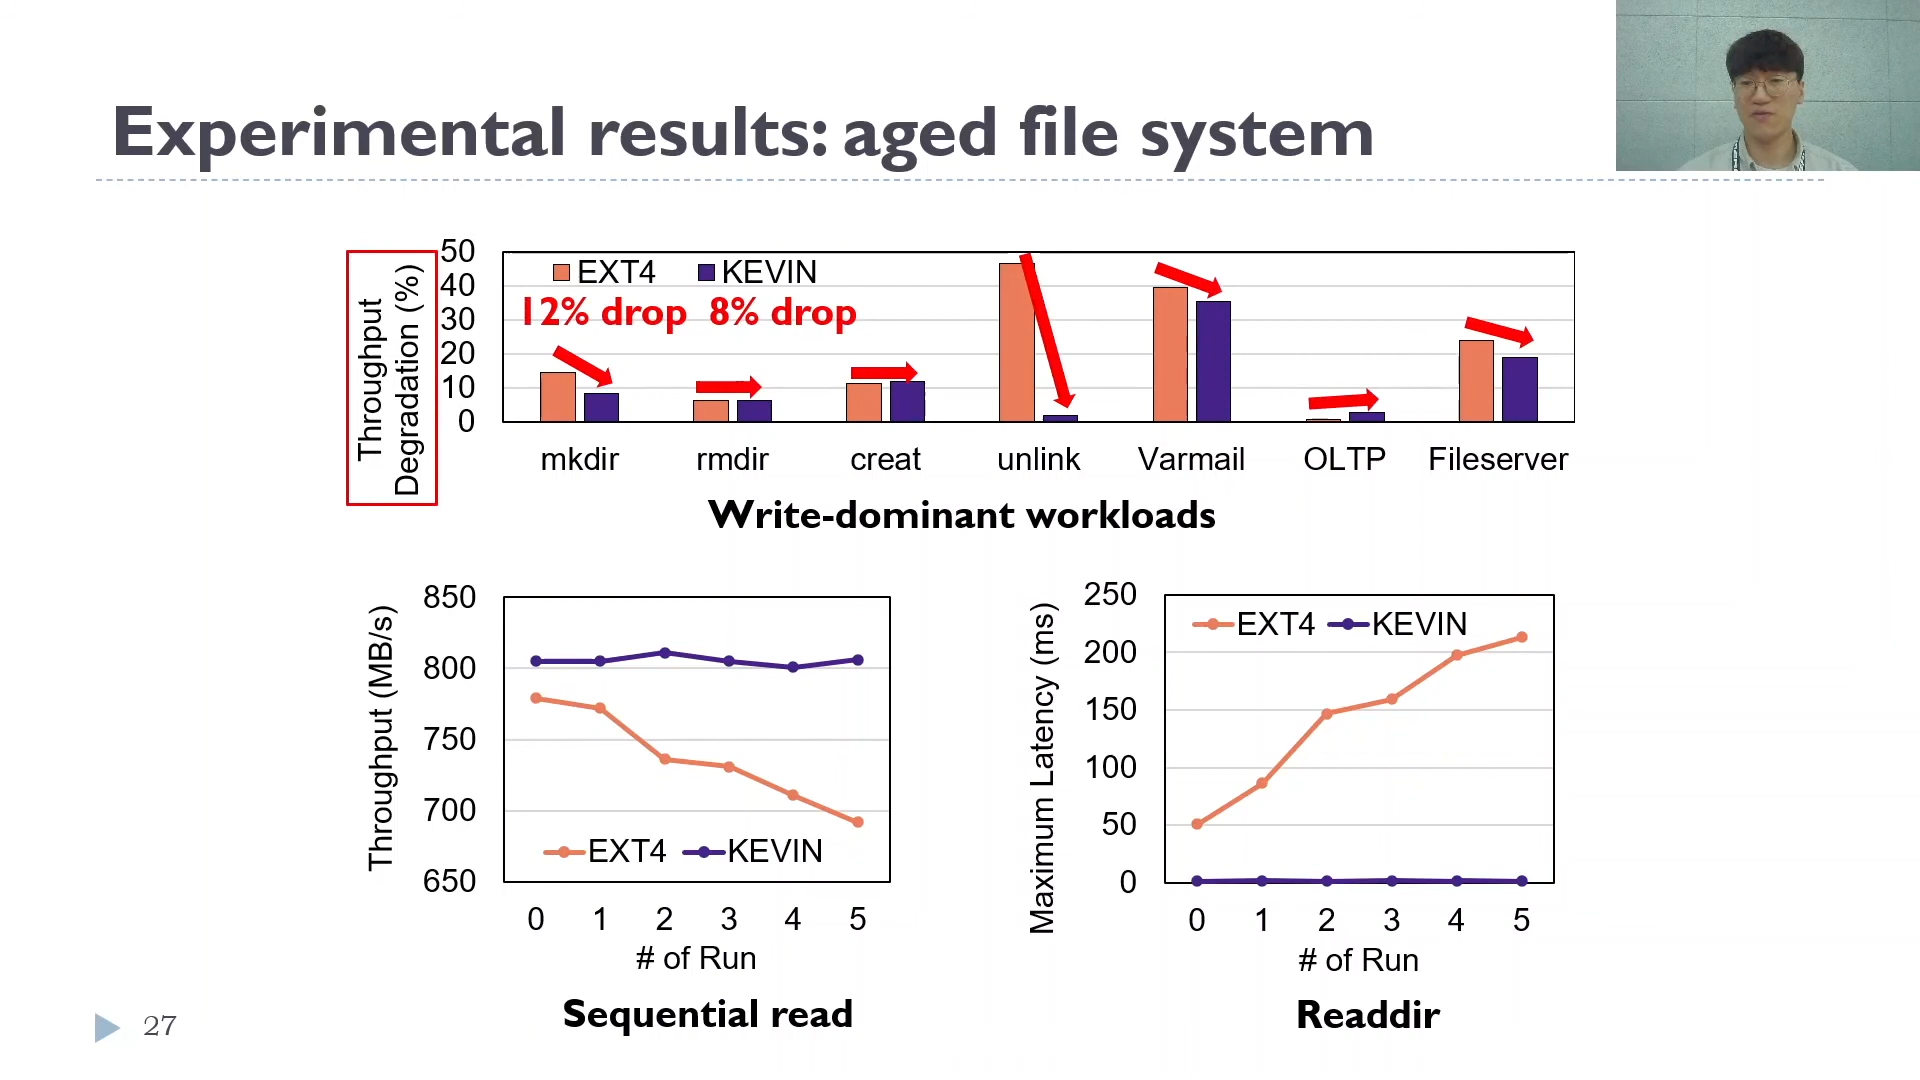 Experimental results: aged file system
Throughput
Degradation (%)
50
40
30
20
10
0
EXT4 KEVIN
12% drop 8% drop
mkdir rmdir creat unlink Varmail OLTP Fileserver
Write-dominant workloads
Throughput (MB/s)
850
800
750
700
650
EXT4 KEVIN
0 1 2 3 4 5
# of Run
Sequential read
Maximum Latency (ms)
250
200
150
100
50
0
EXT4 KEVIN
0 1 2 3 4 5
# of Run
Readdir
27